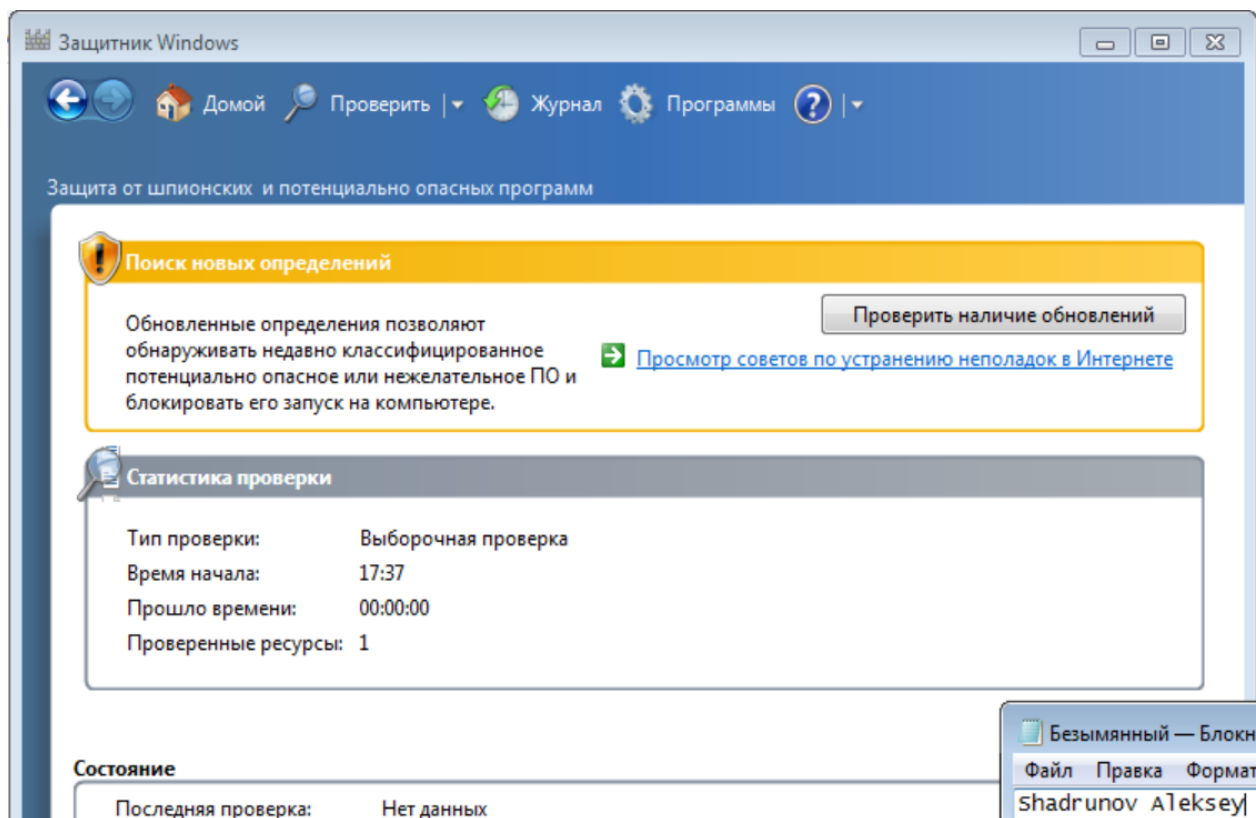 Защитник Windows
Домой Проверить Журнал Программы ?
Защита от шпионских и потенциально опасных программ
Поиск новых определений
Обновленные определения позволяют
обнаруживать недавно классифицированное
потенциально опасное или нежелательное ПО и
блокировать его запуск на компьютере.
Проверить наличие обновлений
Просмотр советов по устранению неполадок в Интернете
Статистика проверки
Тип проверки: Выборочная проверка
Время начала: 17:37
Прошло времени: 00:00:00
Проверенные ресурсы: 1
Состояние
Последняя проверка: Нет данных
Безымянный — Блокн
Файл Правка Формат
Shadrunov Aleksey